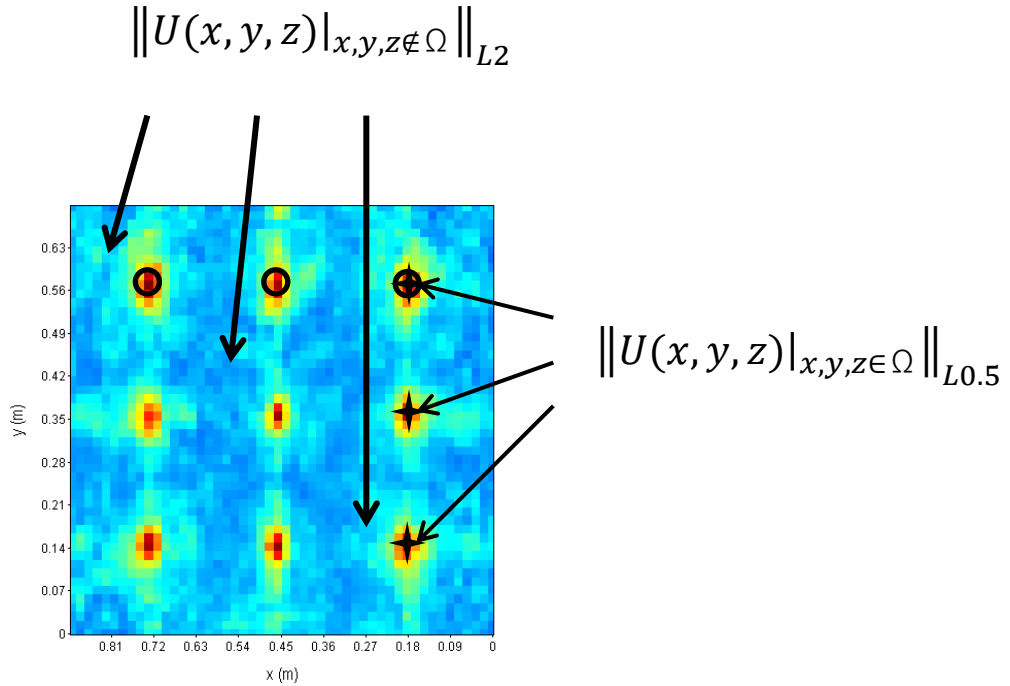 ‖U(x, y, z)|x,y,z∉Ω‖L2
0.63
0.56
0.49
0.42
0.35
0.28
0.21
0.14
0.07
0
y (m)
‖U(x, y, z)|x,y,z∈Ω‖L0.5
0.81 0.72 0.63 0.54 0.45 0.36 0.27 0.18 0.09 0
x (m)